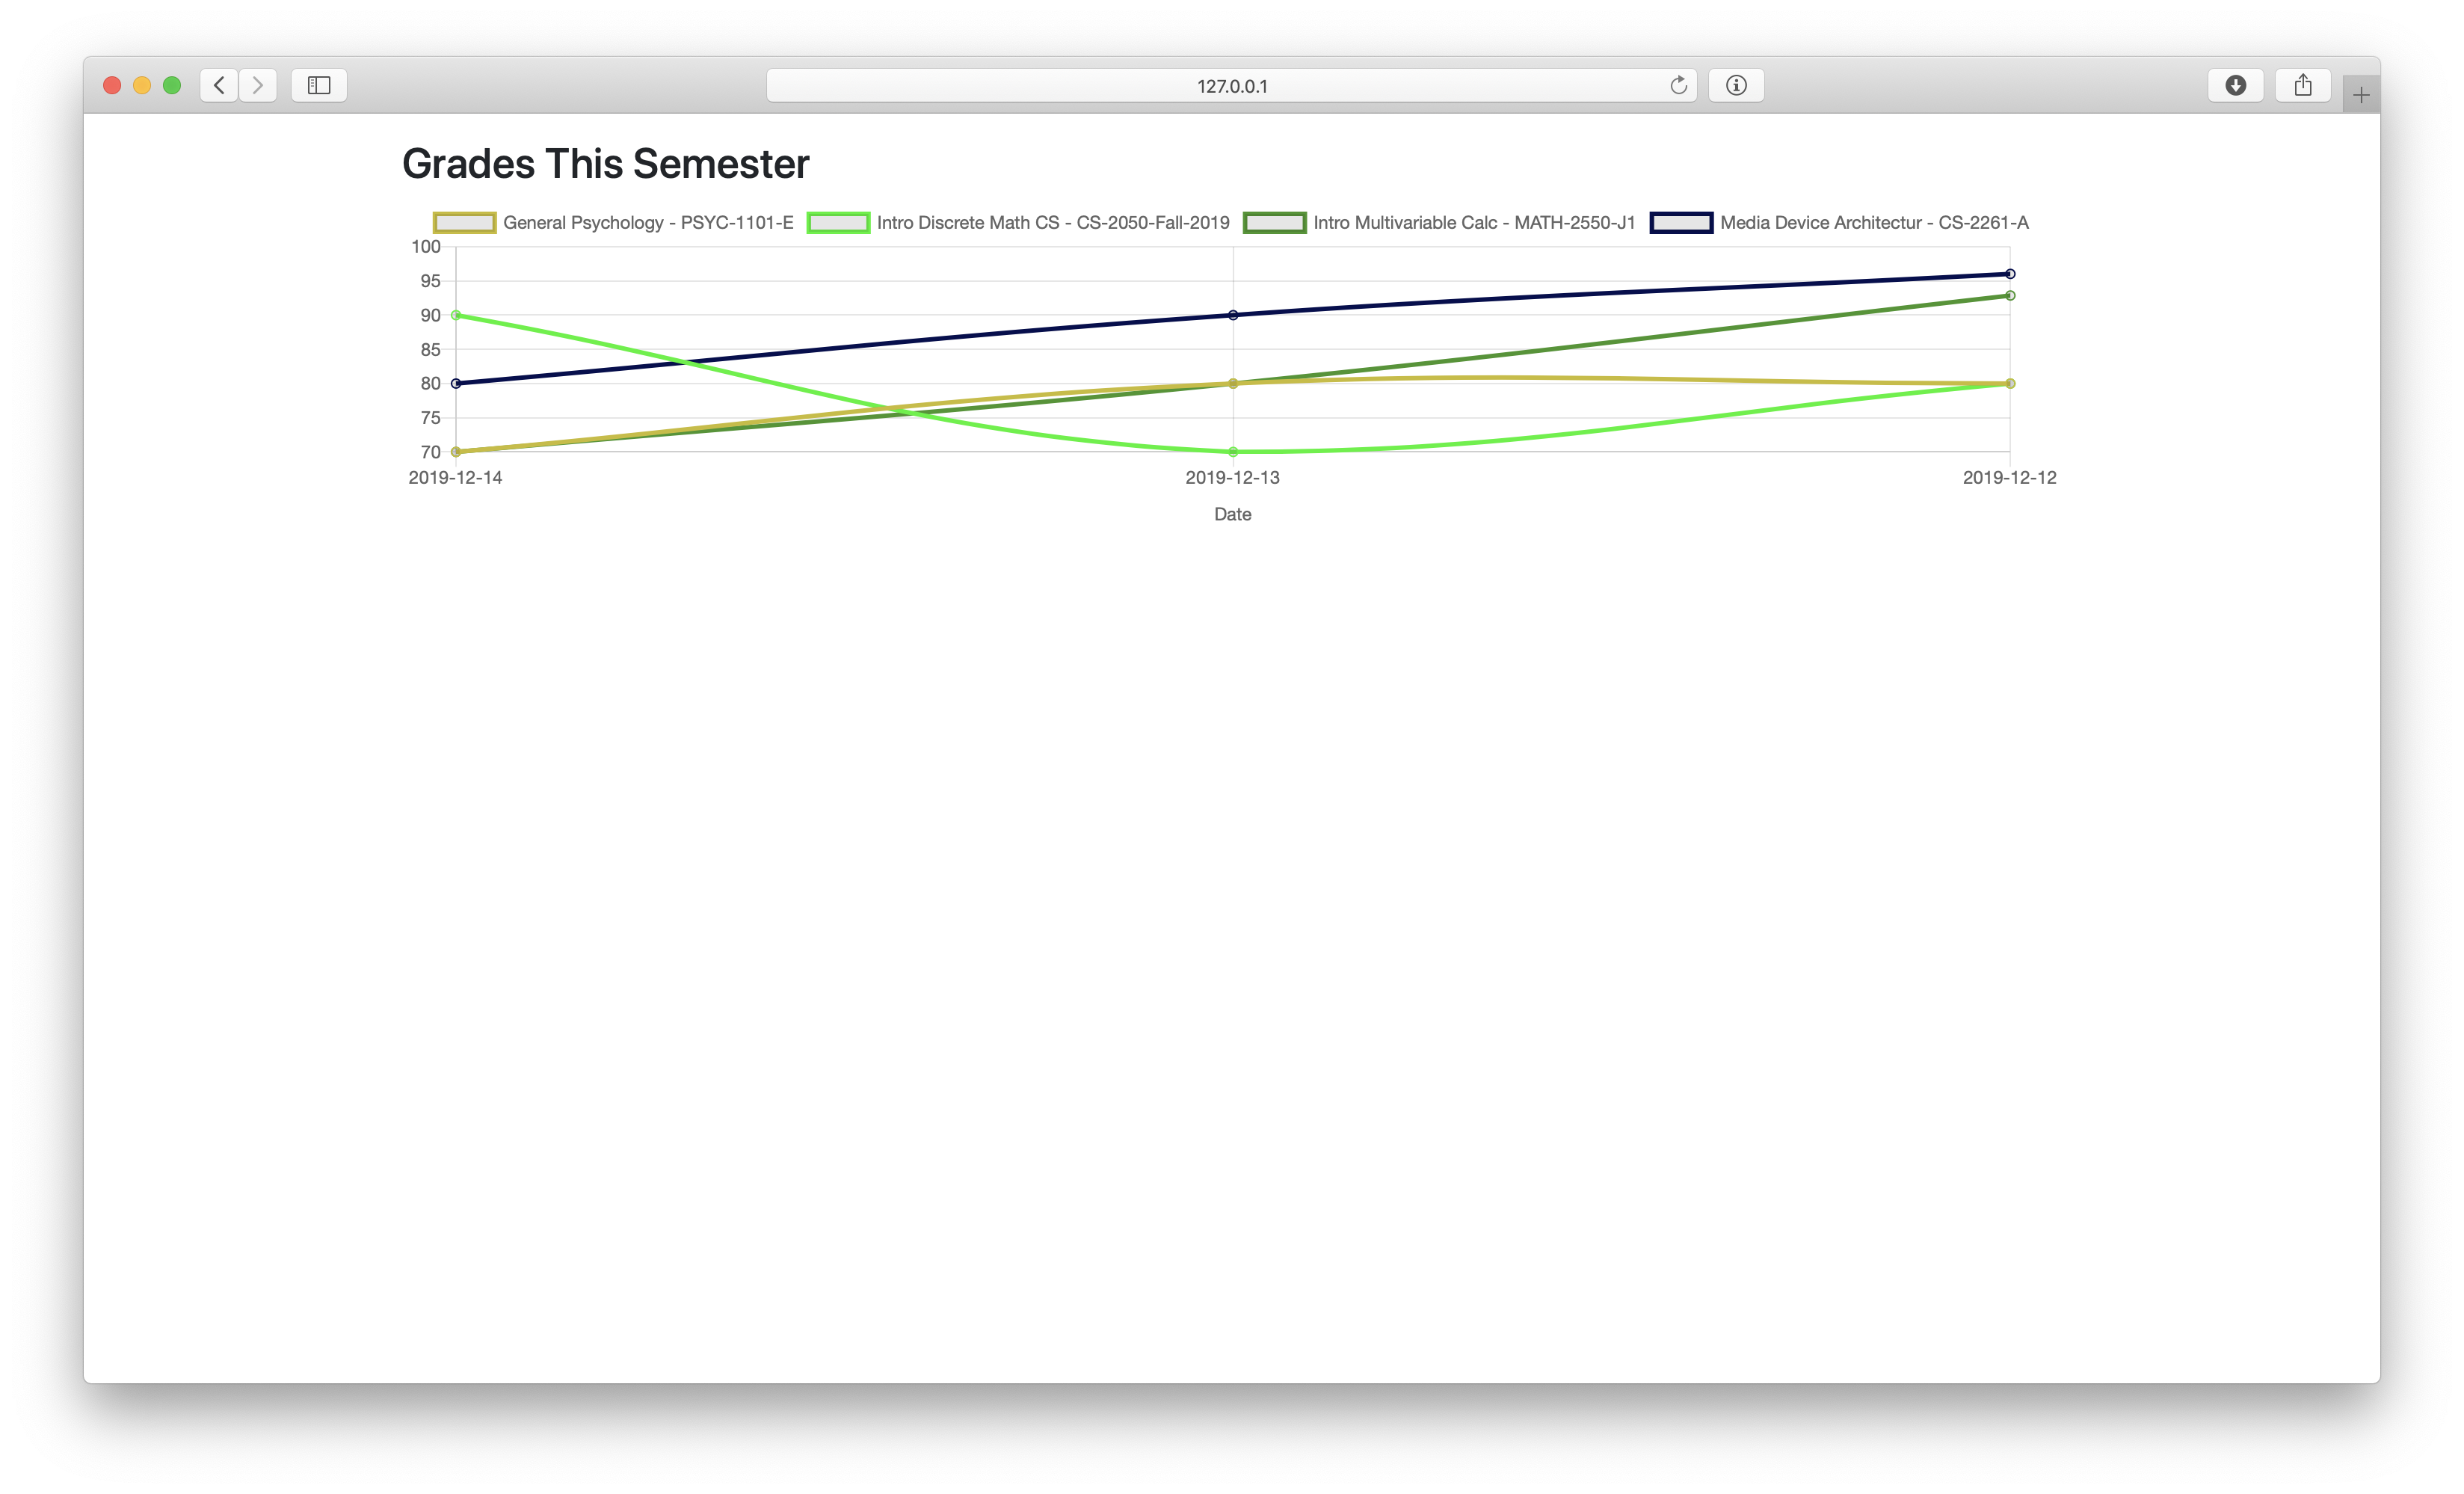 127.0.0.1
Grades This Semester
General Psychology - PSYC-1101-E Intro Discrete Math CS - CS-2050-Fall-2019 Intro Multivariable Calc - MATH-2550-J1 Media Device Architectur - CS-2261-A
100
95
90
85
80
75
70
2019-12-14 2019-12-13 2019-12-12
Date